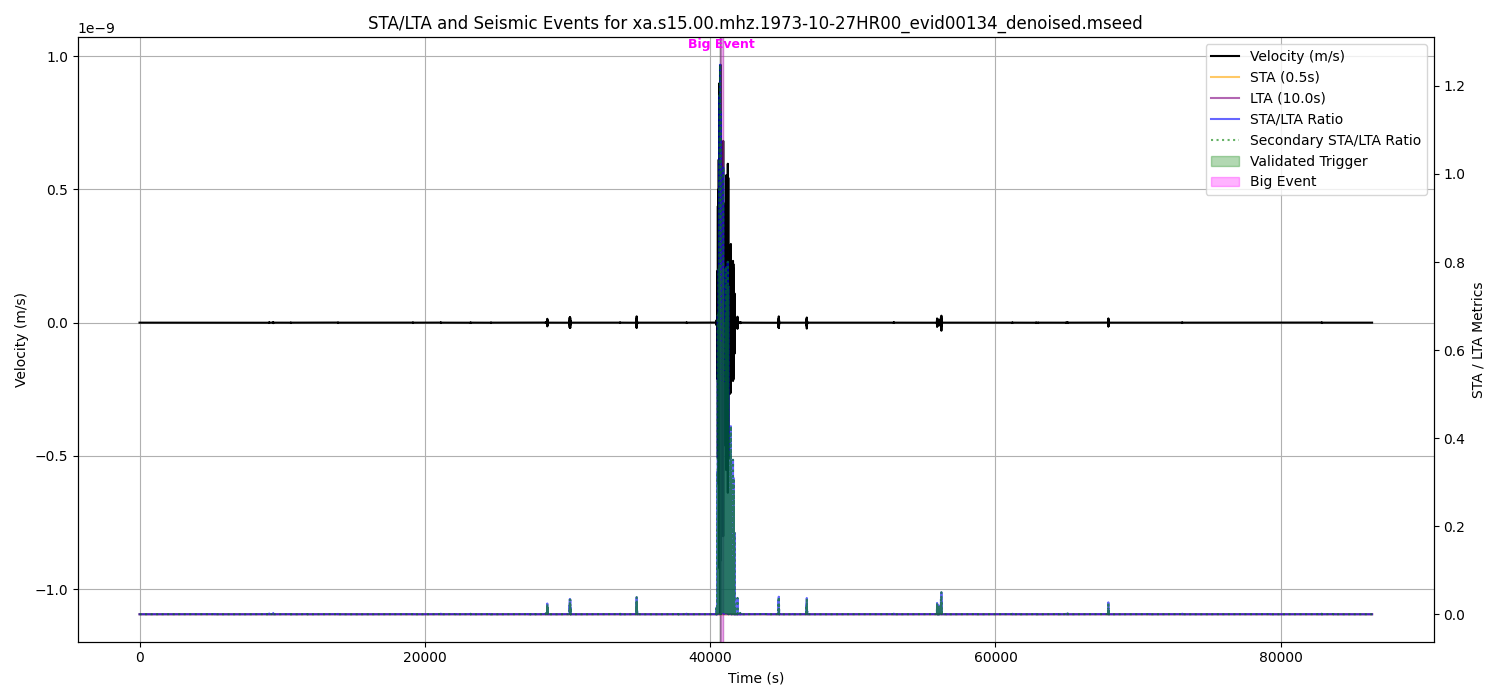 STA/LTA and Seismic Events for xa.s15.00.mhz.1973-10-27HR00_evid00134_denoised.mseed
1e−9
Big Event
1.0
0.5
0.0
−0.5
−1.0
Velocity (m/s)
Velocity (m/s)
STA (0.5s)
LTA (10.0s)
STA/LTA Ratio
Secondary STA/LTA Ratio
Validated Trigger
Big Event
1.2
1.0
0.8
0.6
0.4
0.2
0.0
STA / LTA Metrics
0
20000
40000
60000
80000
Time (s)